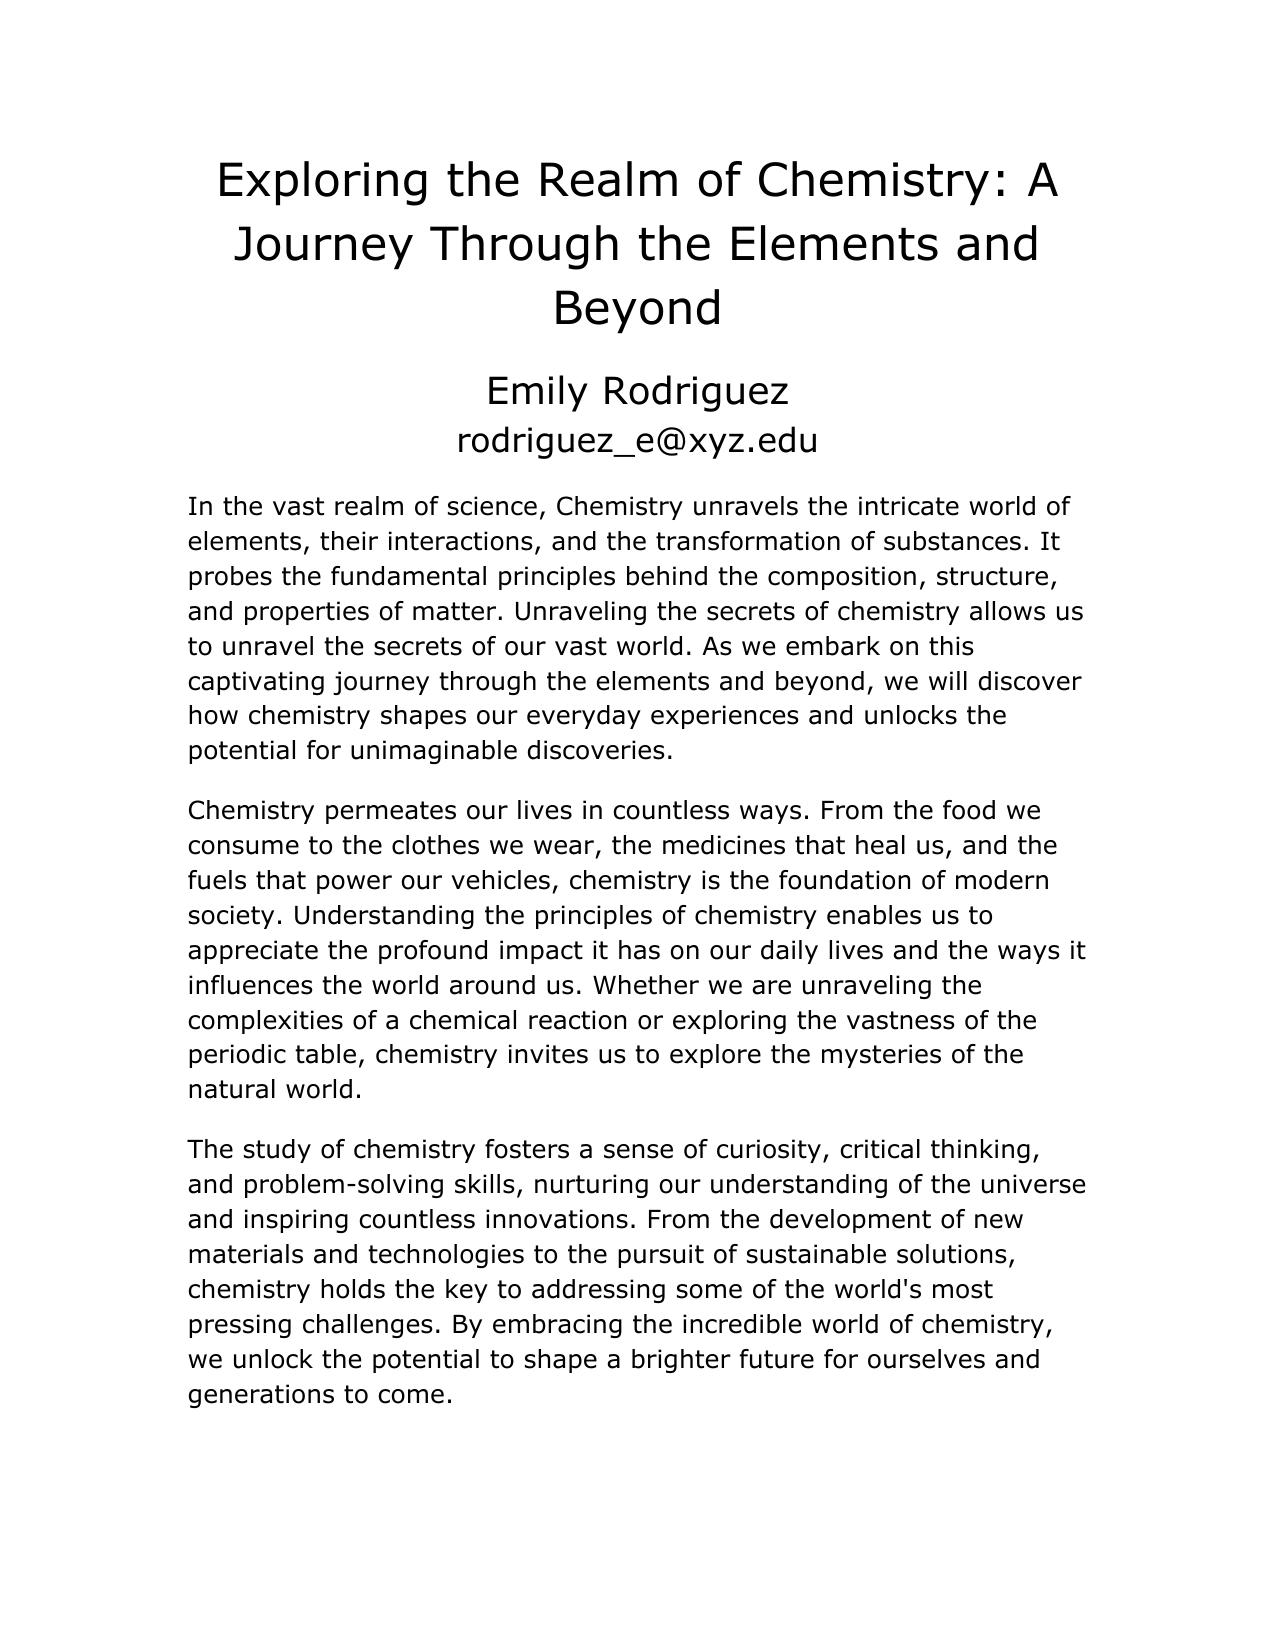 Exploring the Realm of Chemistry: A
Journey Through the Elements and
Beyond
Emily Rodriguez
rodriguez_e@xyz.edu
In the vast realm of science, Chemistry unravels the intricate world of
elements, their interactions, and the transformation of substances. It
probes the fundamental principles behind the composition, structure,
and properties of matter. Unraveling the secrets of chemistry allows us
to unravel the secrets of our vast world. As we embark on this
captivating journey through the elements and beyond, we will discover
how chemistry shapes our everyday experiences and unlocks the
potential for unimaginable discoveries.
Chemistry permeates our lives in countless ways. From the food we
consume to the clothes we wear, the medicines that heal us, and the
fuels that power our vehicles, chemistry is the foundation of modern
society. Understanding the principles of chemistry enables us to
appreciate the profound impact it has on our daily lives and the ways it
influences the world around us. Whether we are unraveling the
complexities of a chemical reaction or exploring the vastness of the
periodic table, chemistry invites us to explore the mysteries of the
natural world.
The study of chemistry fosters a sense of curiosity, critical thinking,
and problem-solving skills, nurturing our understanding of the universe
and inspiring countless innovations. From the development of new
materials and technologies to the pursuit of sustainable solutions,
chemistry holds the key to addressing some of the world's most
pressing challenges. By embracing the incredible world of chemistry,
we unlock the potential to shape a brighter future for ourselves and
generations to come.